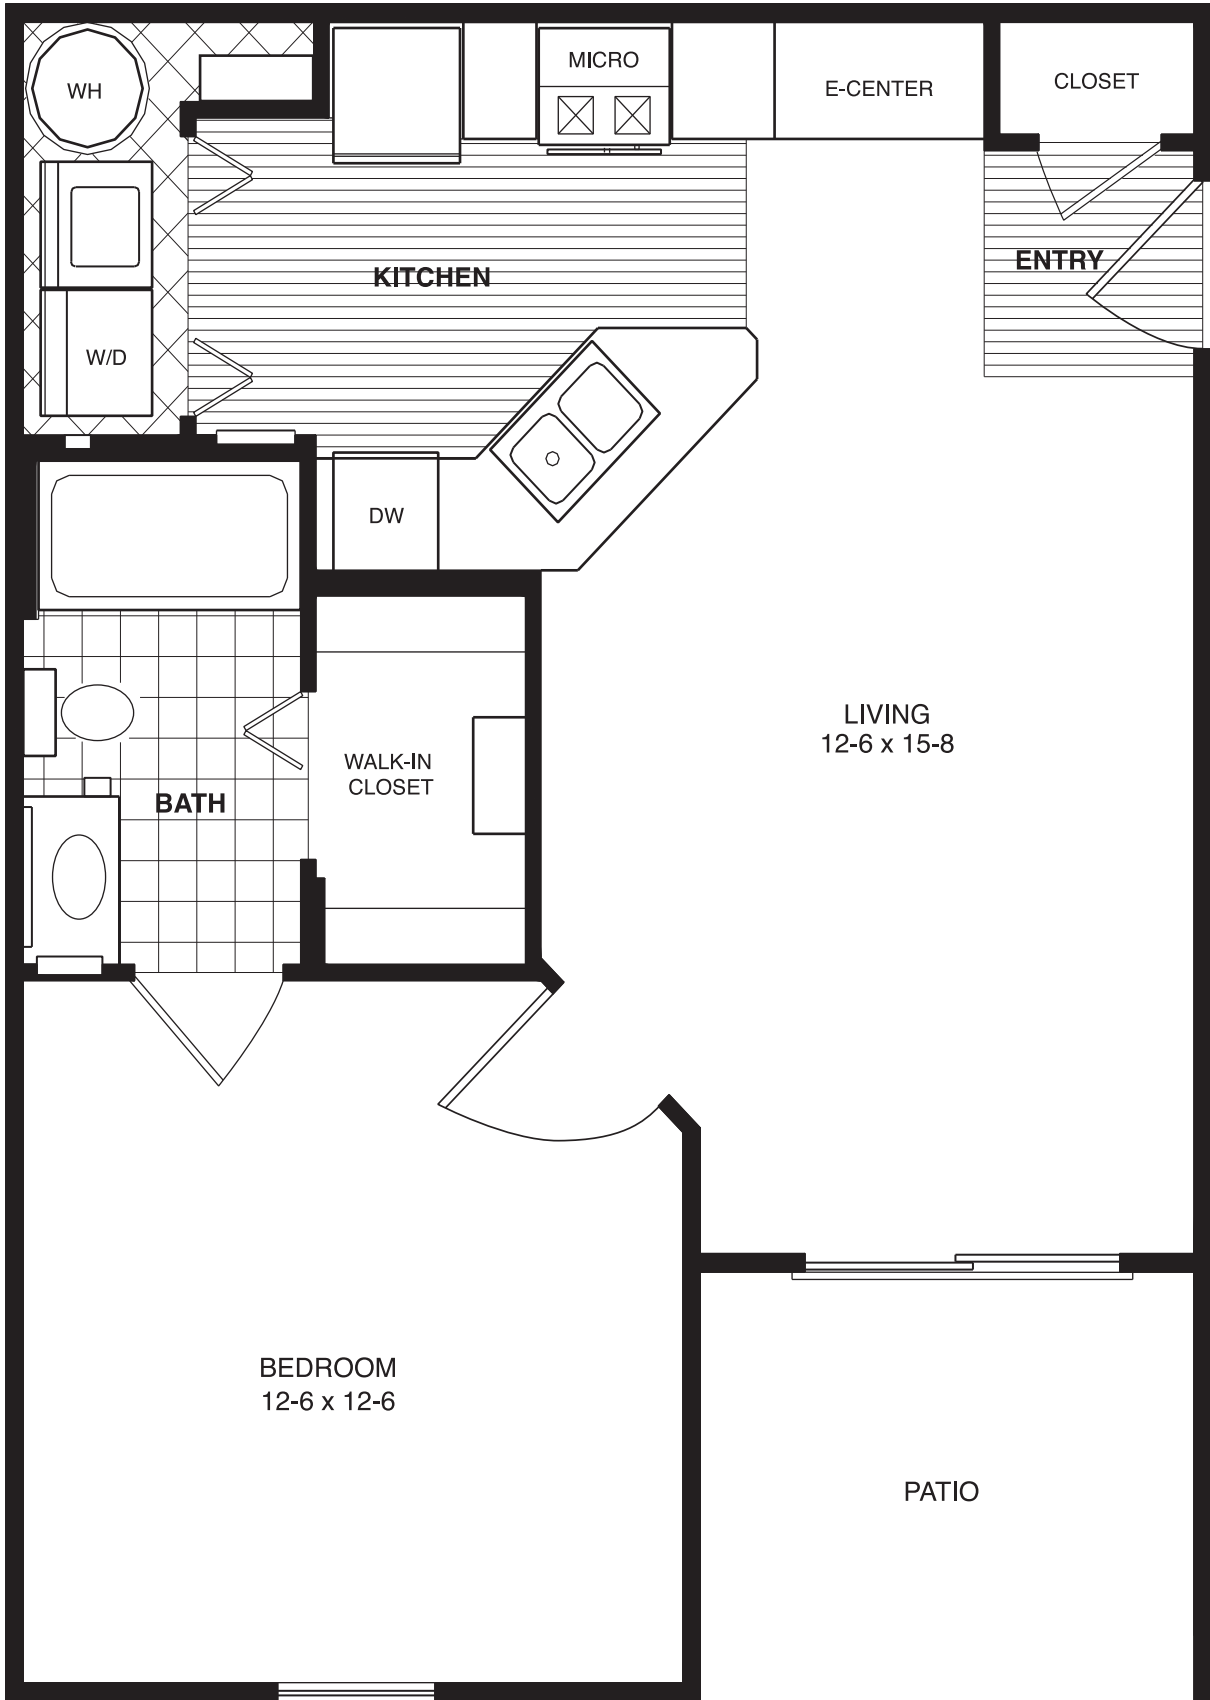 MICRO
WH
E-CENTER
CLOSET
KITCHEN
ENTRY
W/D
DW
LIVING
12-6 x 15-8
WALK-IN
CLOSET
BATH
BEDROOM
12-6 x 12-6
PATIO